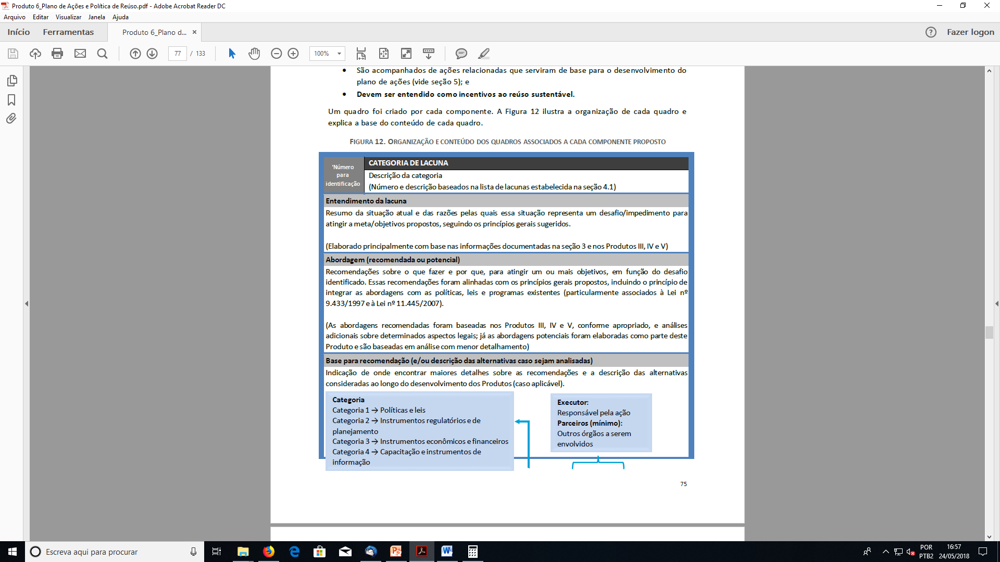 Produto 6_Plano de Ações e Política de Reúso.pdf - Adobe Acrobat Reader DC
Arquivo Editar Visualizar Janela Ajuda
Início Ferramentas Produto 6_Plano d... × ? Fazer logon
77 / 133 100%
• São acompanhados de ações relacionadas que serviram de base para o desenvolvimento do
plano de ações (vide seção 5); e
• Devem ser entendido como incentivos ao reúso sustentável.
Um quadro foi criado por cada componente. A Figura 12 ilustra a organização de cada quadro e
explica a base do conteúdo de cada quadro.
FIGURA 12. ORGANIZAÇÃO E CONTEÚDO DOS QUADROS ASSOCIADOS A CADA COMPONENTE PROPOSTO
'Número
para
identificação
CATEGORIA DE LACUNA
Descrição da categoria
(Número e descrição baseados na lista de lacunas estabelecida na seção 4.1)
Entendimento da lacuna
Resumo da situação atual e das razões pelas quais essa situação representa um desafio/impedimento para
atingir a meta/objetivos propostos, seguindo os princípios gerais sugeridos.
(Elaborado principalmente com base nas informações documentadas na seção 3 e nos Produtos III, IV e V)
Abordagem (recomendada ou potencial)
Recomendações sobre o que fazer e por que, para atingir um ou mais objetivos, em função do desafio
identificado. Essas recomendações foram alinhadas com os princípios gerais propostos, incluindo o princípio de
integrar as abordagens com as políticas, leis e programas existentes (particularmente associados à Lei nº
9.433/1997 e à Lei nº 11.445/2007).
(As abordagens recomendadas foram baseadas nos Produtos III, IV e V, conforme apropriado, e análises
adicionais sobre determinados aspectos legais; já as abordagens potenciais foram elaboradas como parte deste
Produto e são baseadas em análise com menor detalhamento)
Base para recomendação (e/ou descrição das alternativas caso sejam analisadas)
Indicação de onde encontrar maiores detalhes sobre as recomendações e a descrição das alternativas
consideradas ao longo do desenvolvimento dos Produtos (caso aplicável).
Categoria
Categoria 1 → Políticas e leis
Categoria 2 → Instrumentos regulatórios e de
planejamento
Categoria 3 → Instrumentos econômicos e financeiros
Categoria 4 → Capacitação e instrumentos de
informação
Executor:
Responsável pela ação
Parceiros (mínimo):
Outros órgãos a serem
envolvidos
75
Escreva aqui para procurar
POR
PTB2
16:57
24/05/2018